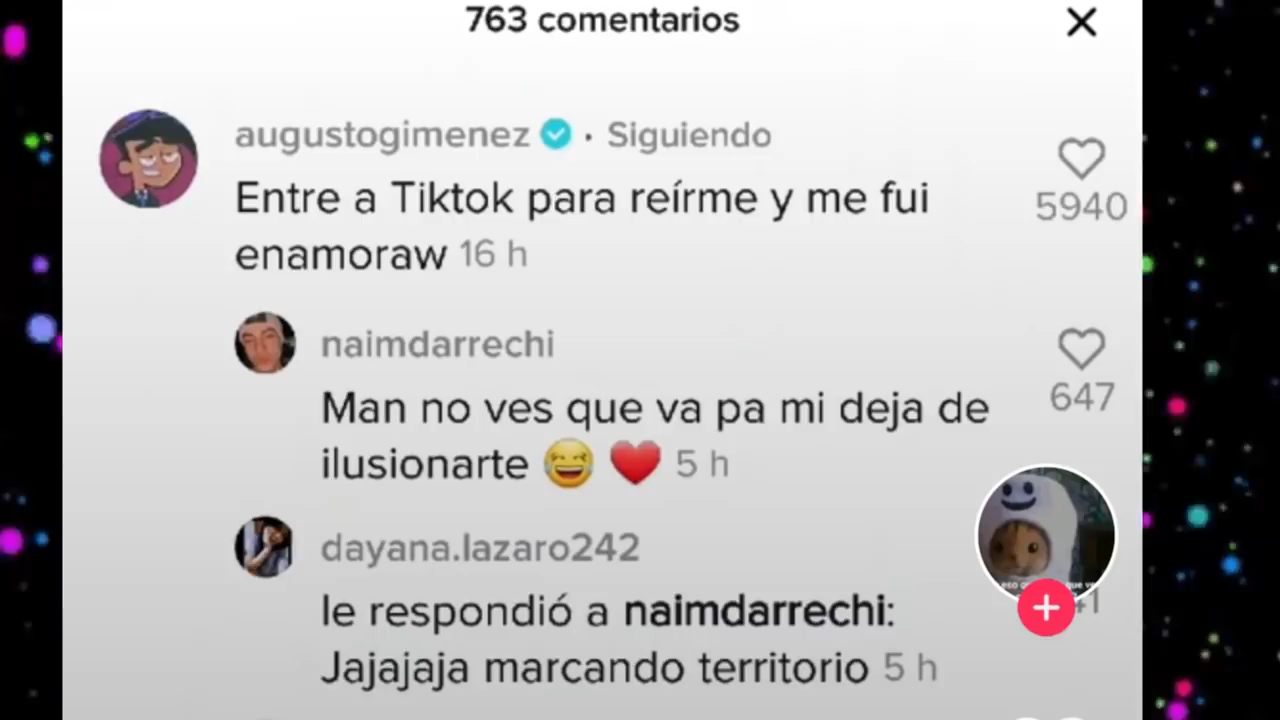 763 comentarios
augustogimenez · Siguiendo
Entre a Tiktok para reírme y me fui
5940
enamoraw 16 h
naimdarrechi
Man no ves que va pa mi deja de
647
ilusionarte 😂 ❤️ 5 h
dayana.lazaro242
le respondió a naimdarrechi:
Jajajaja marcando territorio 5 h